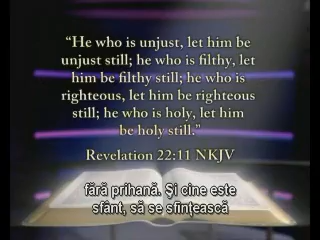 “He who is unjust, let him be
unjust still; he who is filthy, let
him be filthy still; he who is
righteous, let him be righteous
still; he who is holy, let him
be holy still.”
Revelation 22:11 NKJV
fără prihană. Şi cine este
sfânt, să se sfinţească